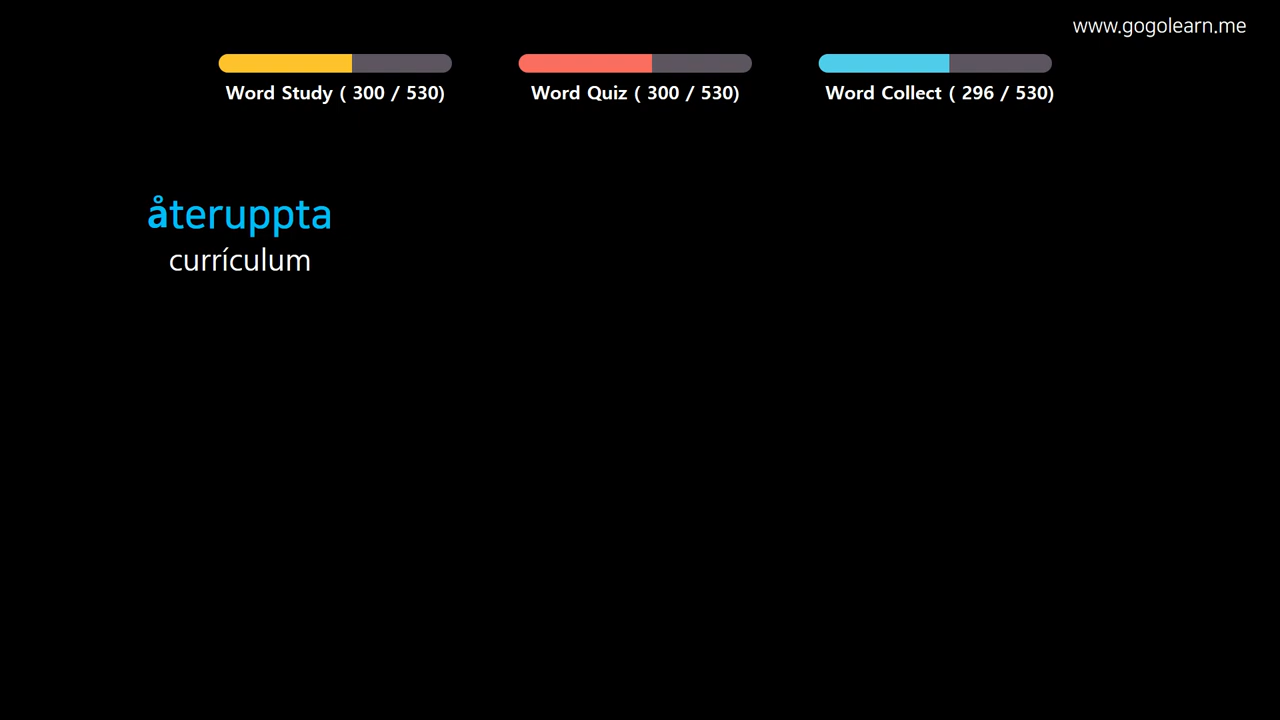 www.gogolearn.me
Word Study ( 300 / 530)
Word Quiz ( 300 / 530)
Word Collect ( 296 / 530)
återuppta
currículum